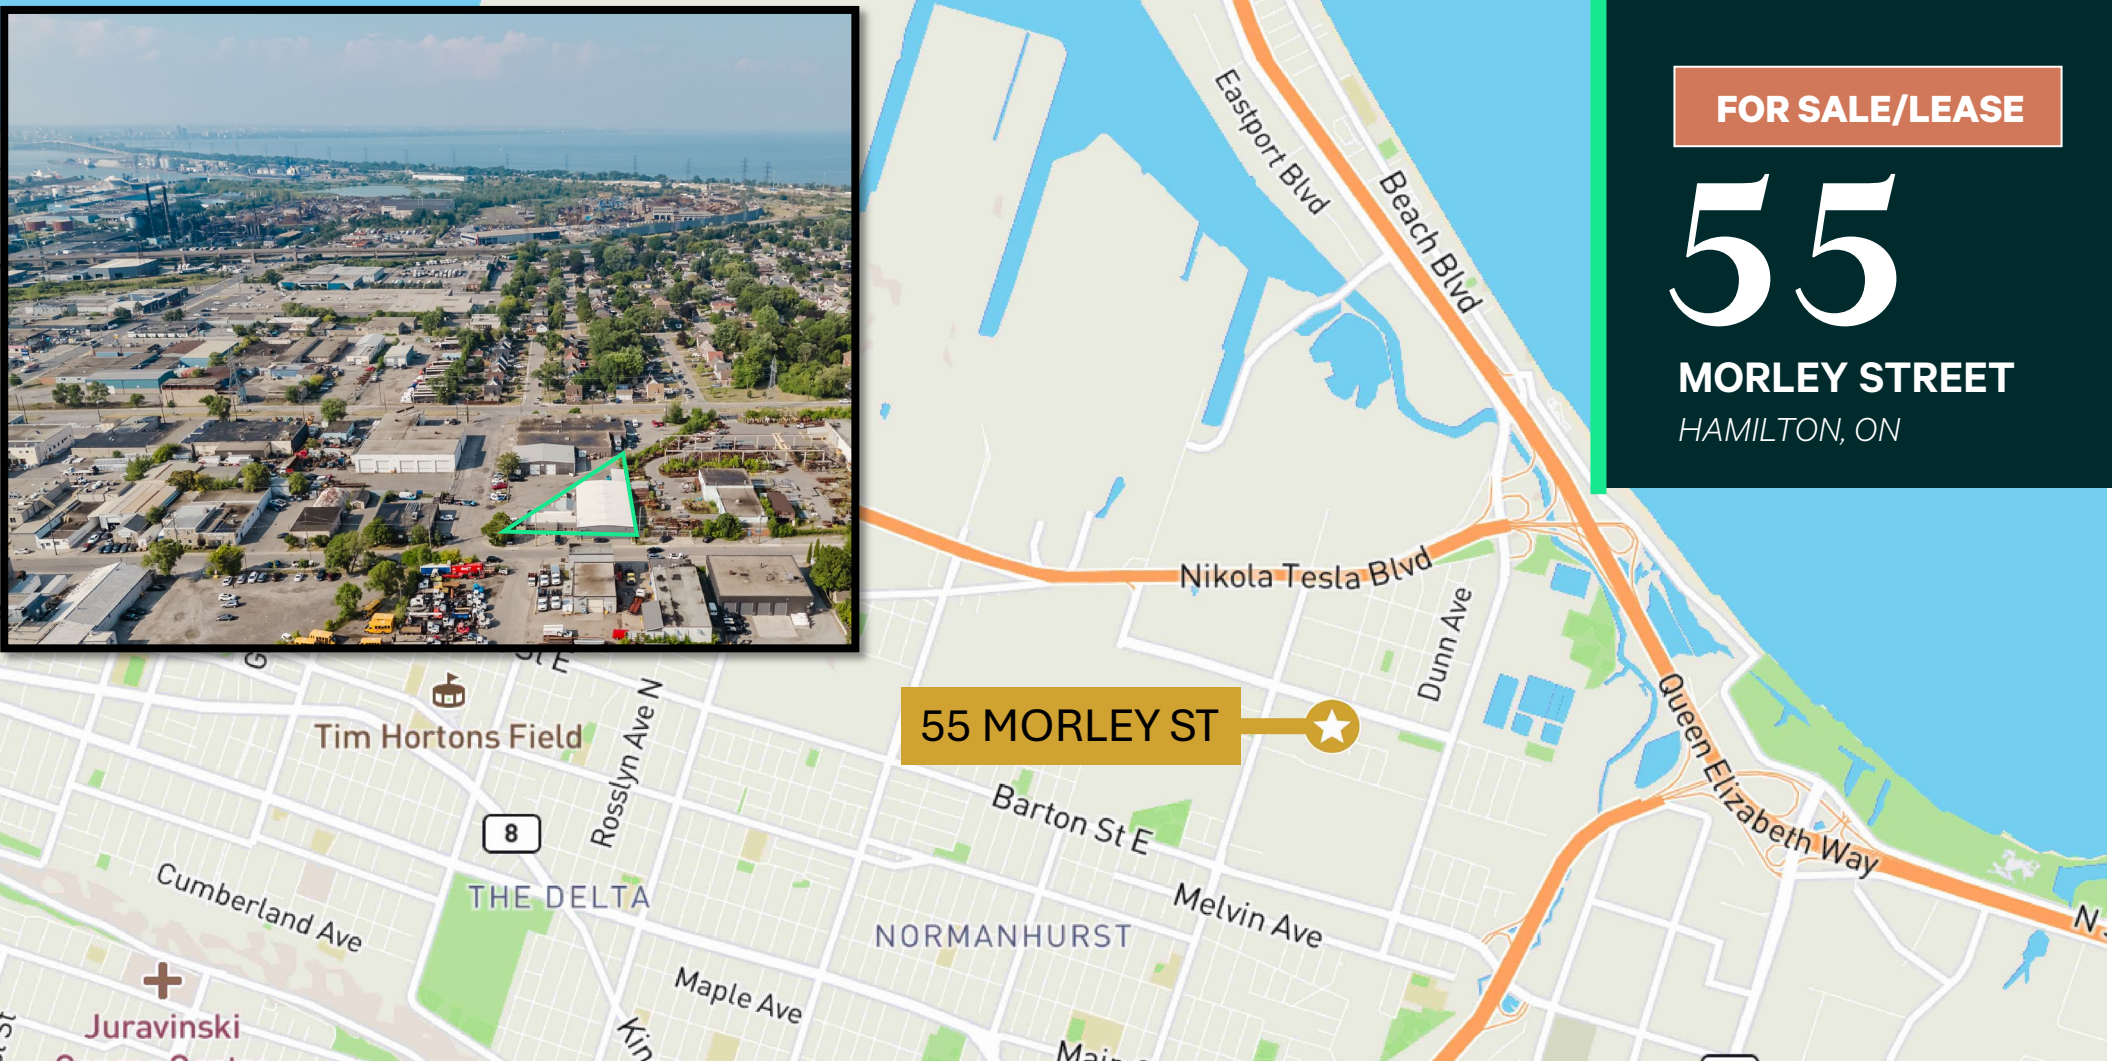 FOR SALE/LEASE
55
MORLEY STREET
HAMILTON, ON
Eastport Blvd
Beach Blvd
Nikola Tesla Blvd
Dunn Ave
St E
Tim Hortons Field
Rosslyn Ave N
55 MORLEY ST
Queen Elizabeth Way
Barton St E
8
Cumberland Ave
THE DELTA
Melvin Ave
NORMANHURST
Maple Ave
Juravinski